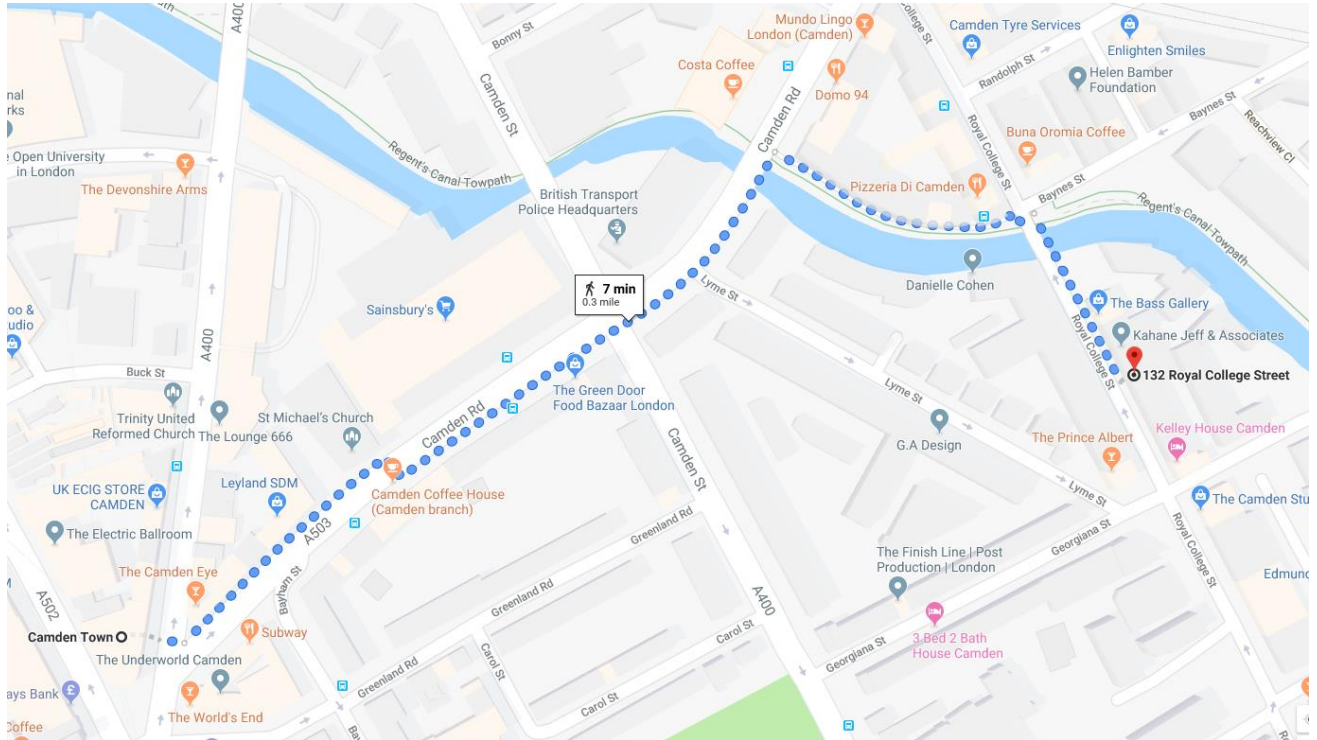 A400
Bonny St
Mundo Lingo
London (Camden)
Costa Coffee
Domo 94
Camden Rd
Camden Tyre Services
Enlighten Smiles
Randolph St
Helen Bamber
Foundation
Baynes St
Reachview Cl
Royal College St
Buna Oromia Coffee
Camden St
Regent's Canal Towpath
Open University
in London
The Devonshire Arms
British Transport
Police Headquarters
Pizzeria Di Camden
Baynes St
Regent's Canal Towpath
Danielle Cohen
Lyme St
7 min
0.3 mile
Sainsbury's
The Bass Gallery
Kahane Jeff & Associates
Royal College St
132 Royal College Street
A400
Buck St
The Green Door
Food Bazaar London
Lyme St
Trinity United
Reformed Church
The Lounge 666
St Michael's Church
Camden Rd
G.A Design
The Prince Albert
Kelley House Camden
Camden St
UK ECIG STORE
CAMDEN
Leyland SDM
Camden Coffee House
(Camden branch)
Lyme St
The Camden Stu
The Electric Ballroom
A503
Greenland Rd
Georgiana St
Royal College St
The Finish Line | Post
Production | London
The Camden Eye
Bayham St
Greenland Rd
A400
Edmun
A502
Camden Town
Subway
Carol St
3 Bed 2 Bath
House Camden
The Underworld Camden
Carol St
Georgiana St
Greenland Rd
ays Bank
Carol St
The World's End
Coffee